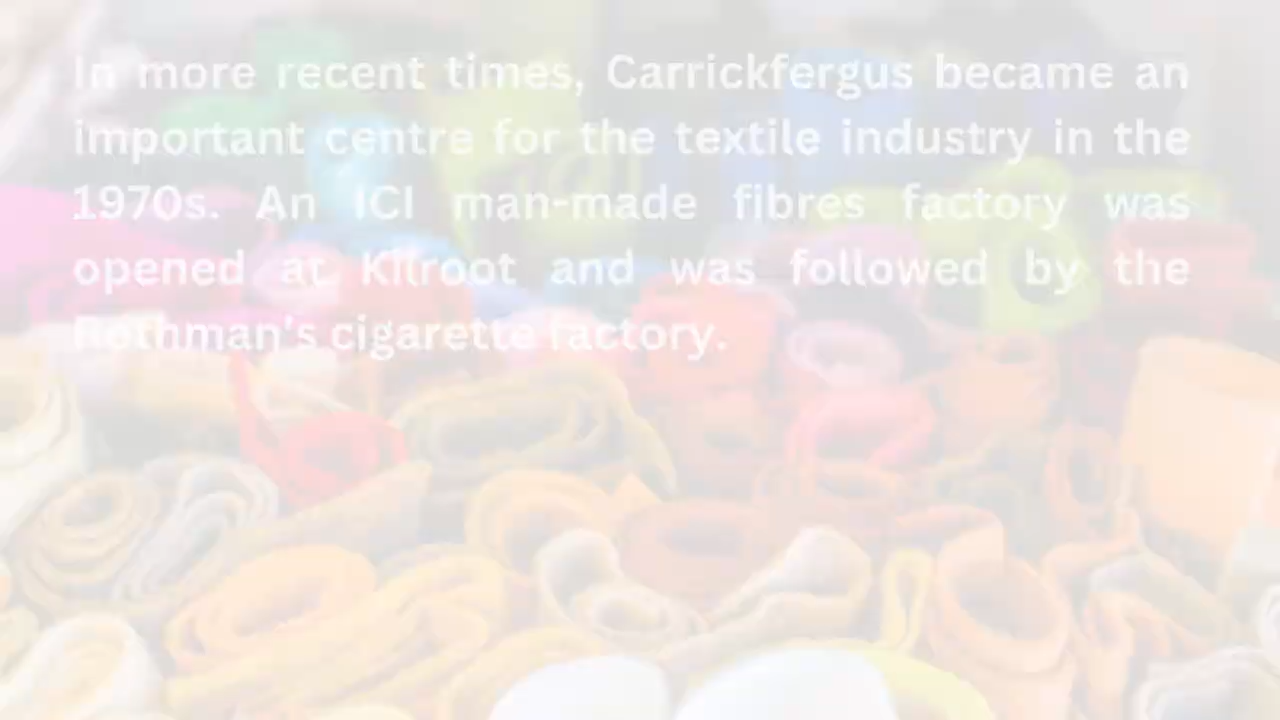 In more recent times, Carrickfergus became an
important centre for the textile industry in the
1970s. An ICI man-made fibres factory was
opened at Kilroot and was followed by the
Rothman's cigarette factory.